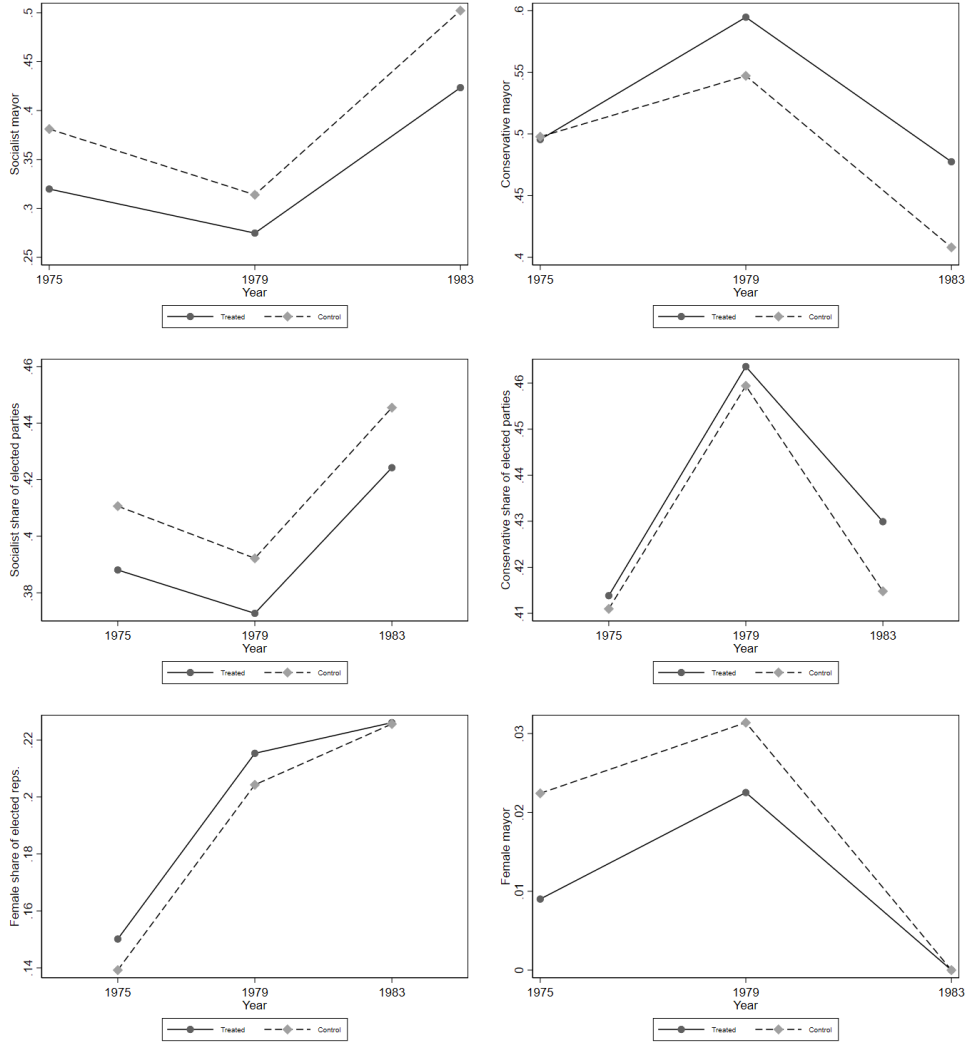 Socialist mayor
.5
.45
.4
.35
.3
.25
1975 1979 1983
Year
Treated Control
Conservative mayor
.6
.55
.5
.45
.4
1975 1979 1983
Year
Treated Control
Socialist share of elected parties
.46
.44
.42
.4
.38
1975 1979 1983
Year
Treated Control
Conservative share of elected parties
.46
.45
.44
.43
.42
.41
1975 1979 1983
Year
Treated Control
Female share of elected reps.
.22
.2
.18
.16
.14
1975 1979 1983
Year
Treated Control
Female mayor
.03
.02
.01
0
1975 1979 1983
Year
Treated Control